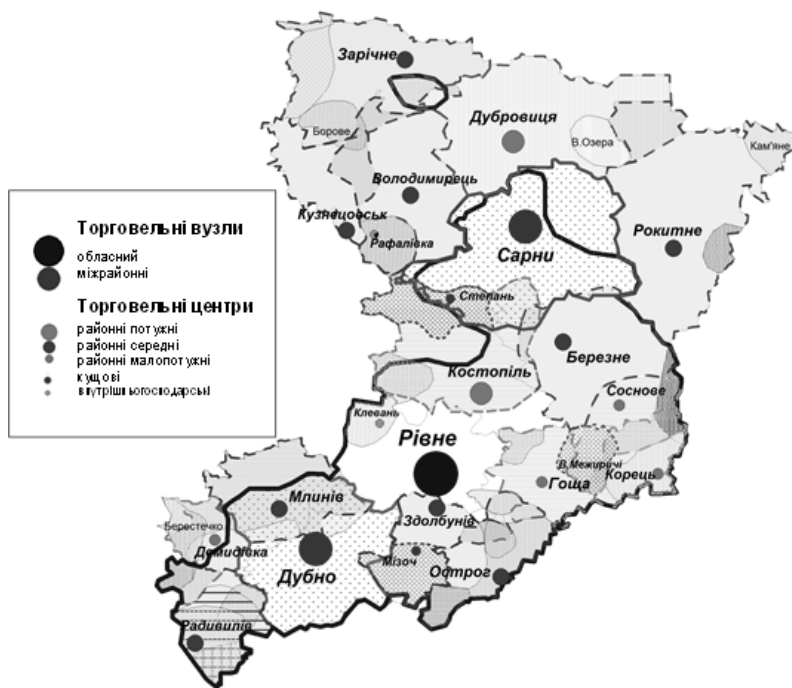 Зарічне
Борове
Дубровиця
В.Озера
Кам'яне
Володимирець
Кузнецовськ
Рафалівка
Сарни
Рокитне
Степань
Торговельні вузли
обласний
міжрайонні
Торговельні центри
районні потужні
районні середні
районні малопотужні
кущові
внутрішньогосподарські
Березне
Костопіль
Соснове
Клевань
Рівне
В.Межирічі
Гоща
Корець
Млинів
Здолбунів
Берестечко
Демидівка
Дубно
Мізоч
Острог
Радивилів